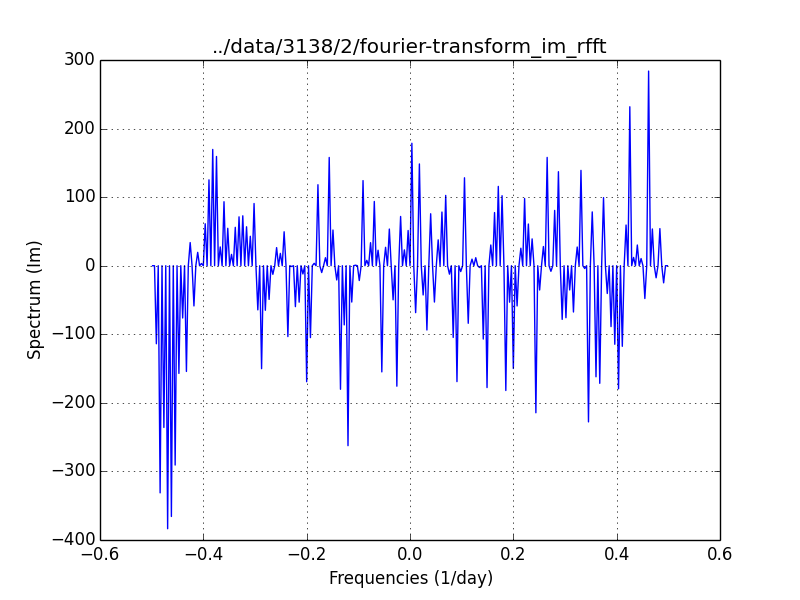 ../data/3138/2/fourier-transform_im_rfft
300
200
100
0
−100
−200
−300
−400
Spectrum (Im)
−0.6 −0.4 −0.2 0.0 0.2 0.4 0.6
Frequencies (1/day)